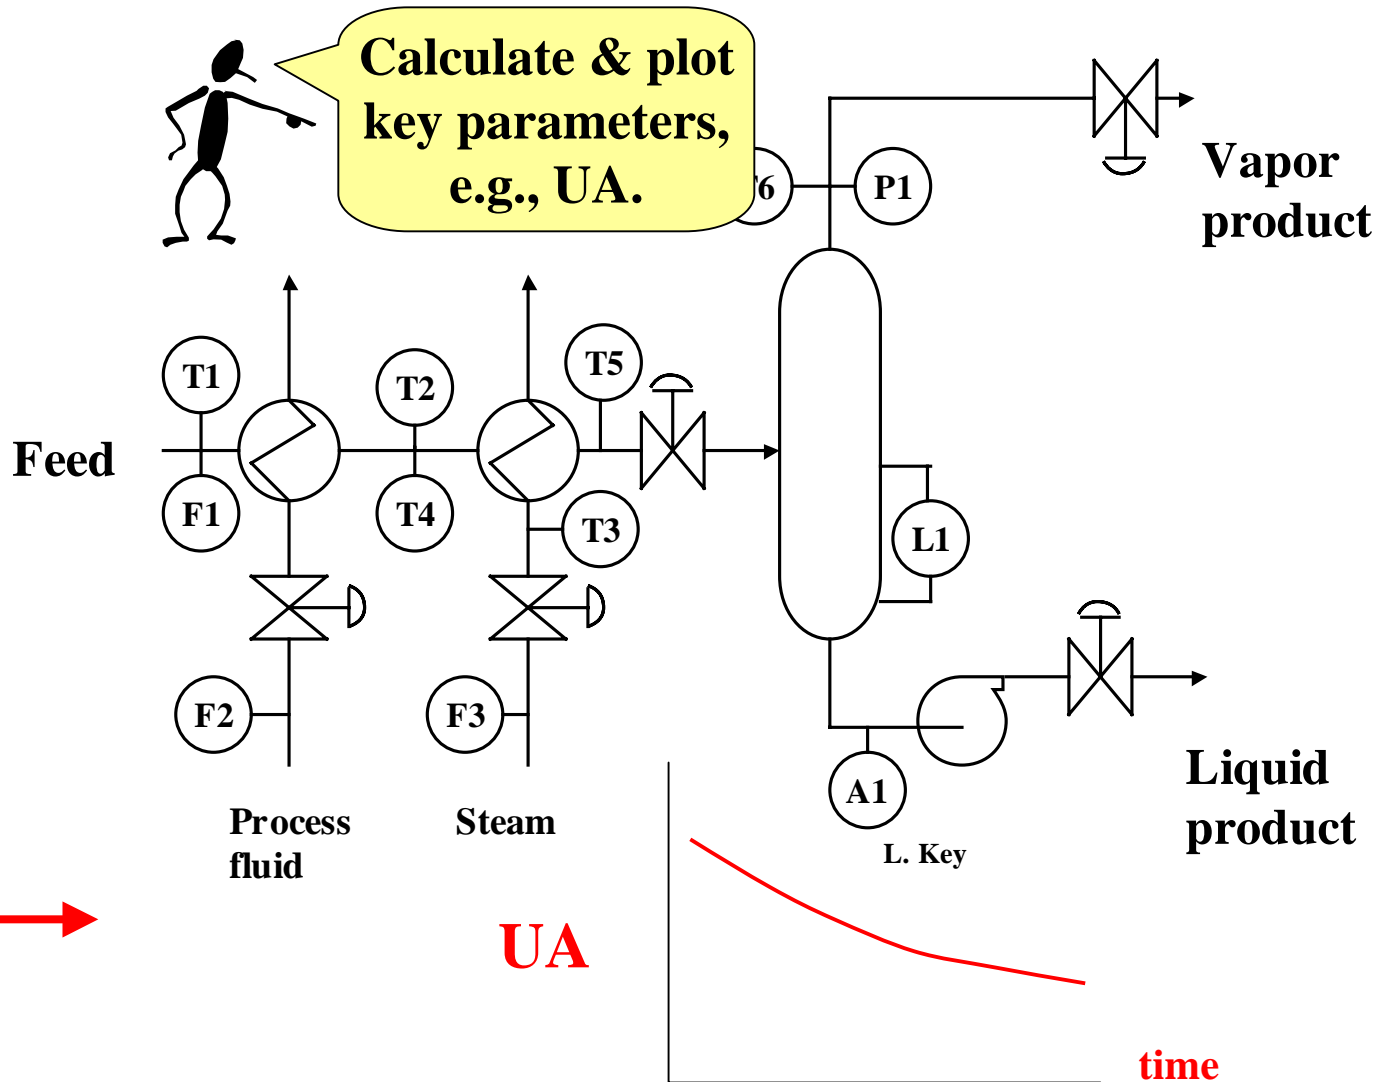 Calculate & plot
key parameters,
e.g., UA.
6
P1
Vapor
product
T1
T2
T5
Feed
F1
T4
T3
L1
F2
F3
A1
Process
fluid
Steam
L. Key
Liquid
product
UA
time